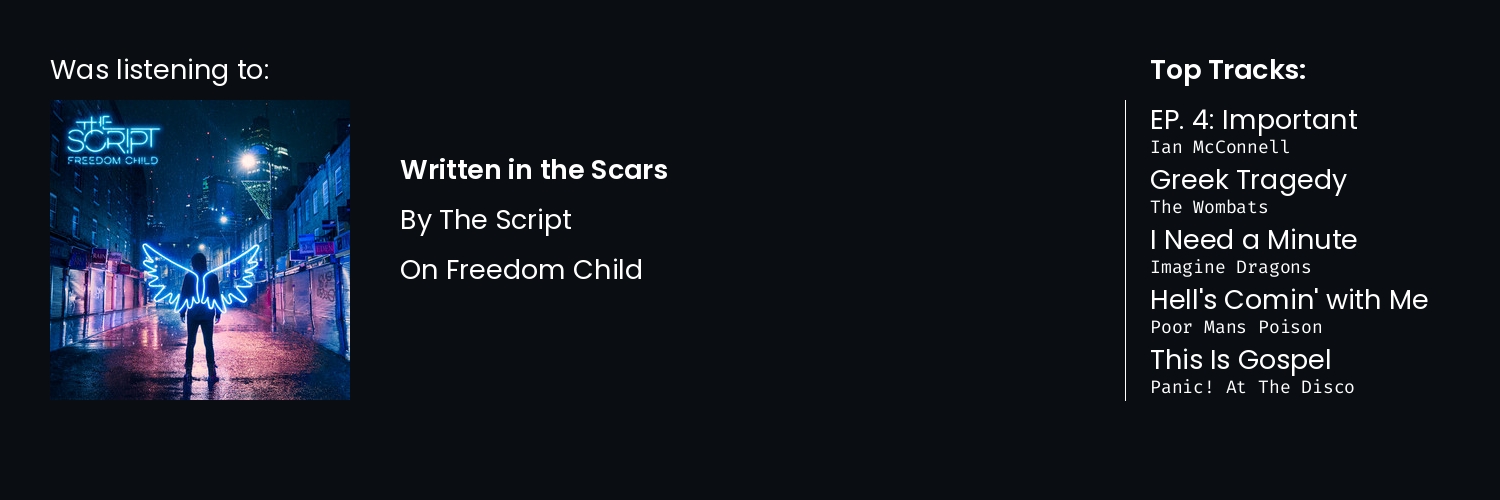 Was listening to:
THE
SCRIPT
FREEDOM CHILD
Written in the Scars
By The Script
On Freedom Child
Top Tracks:
EP. 4: Important
Ian McConnell
Greek Tragedy
The Wombats
I Need a Minute
Imagine Dragons
Hell's Comin' with Me
Poor Mans Poison
This Is Gospel
Panic! At The Disco